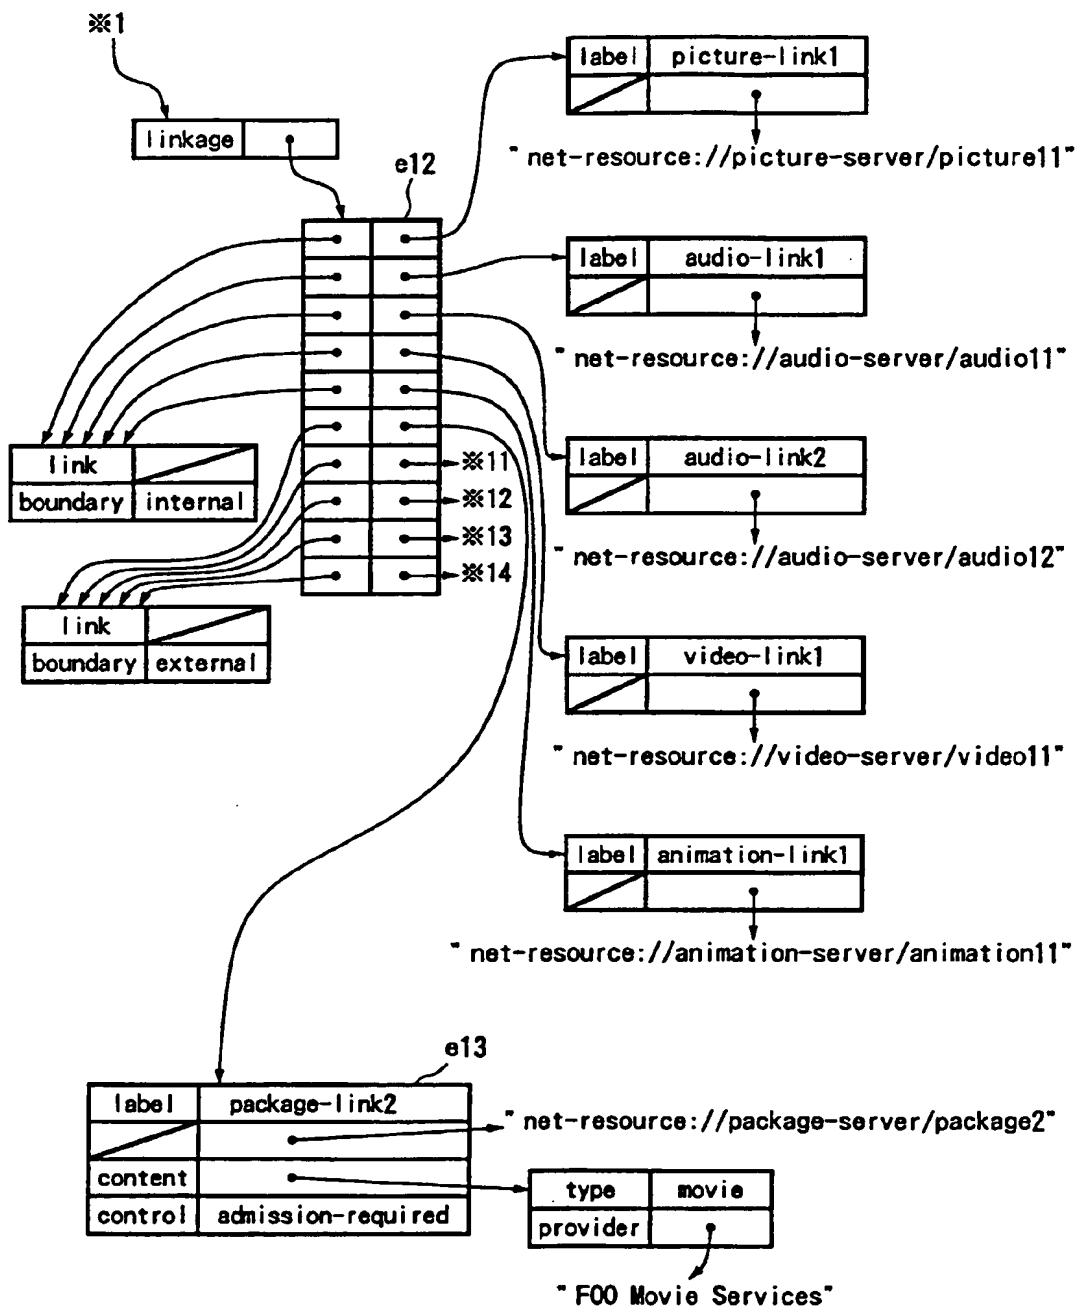 ※1
linkage
e12
label picture-link1
" net-resource://picture-server/picture11"
label audio-link1
" net-resource://audio-server/audio11"
label audio-link2
" net-resource://audio-server/audio12"
label video-link1
" net-resource://video-server/video11"
label animation-link1
" net-resource://animation-server/animation11"
link
boundary internal
link
boundary external
※11
※12
※13
※14
e13
label package-link2
" net-resource://package-server/package2"
content
control admission-required
type movie
provider
" FOO Movie Services"